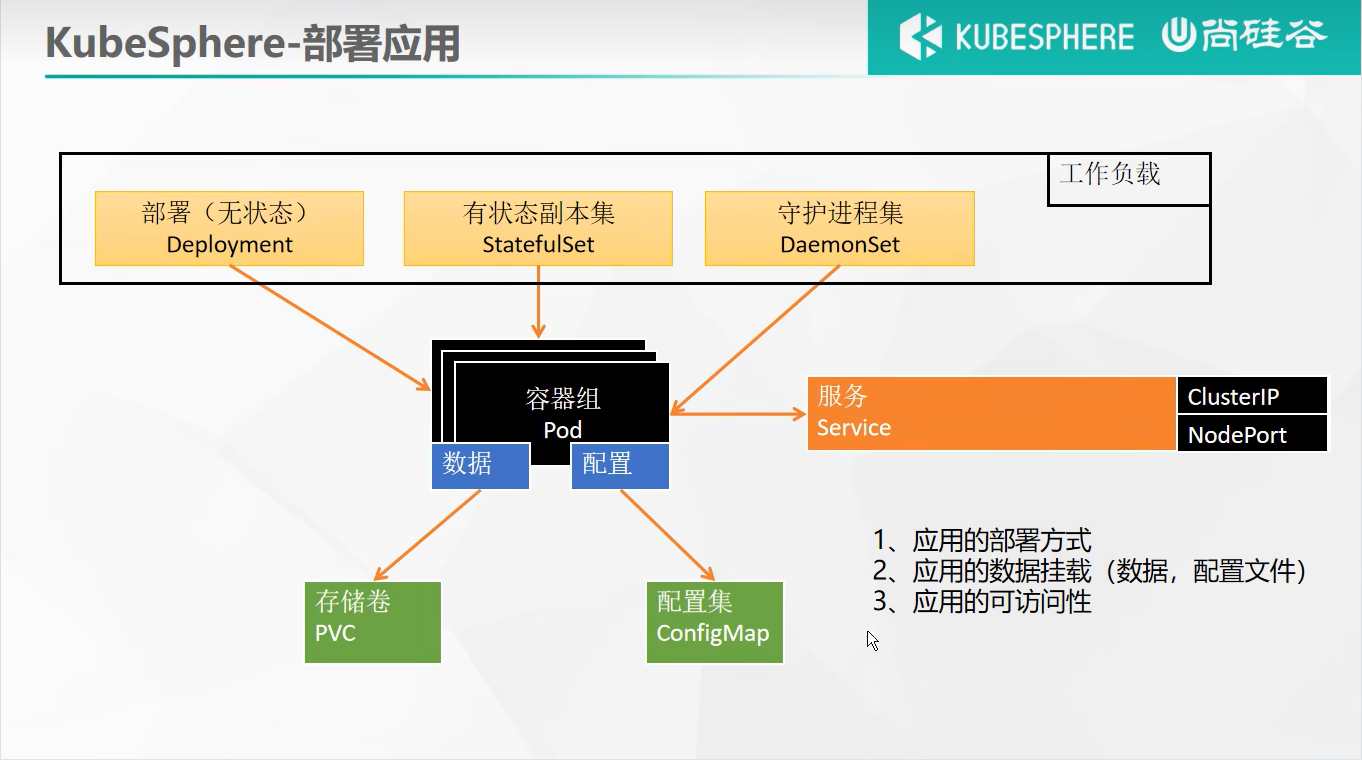 KubeSphere-部署应用
KUBESPHERE
尚硅谷
工作负载
部署（无状态）
Deployment
有状态副本集
StatefulSet
守护进程集
DaemonSet
容器组
Pod
数据
配置
服务
Service
ClusterIP
NodePort
存储卷
PVC
配置集
ConfigMap
1、应用的部署方式
2、应用的数据挂载（数据，配置文件）
3、应用的可访问性